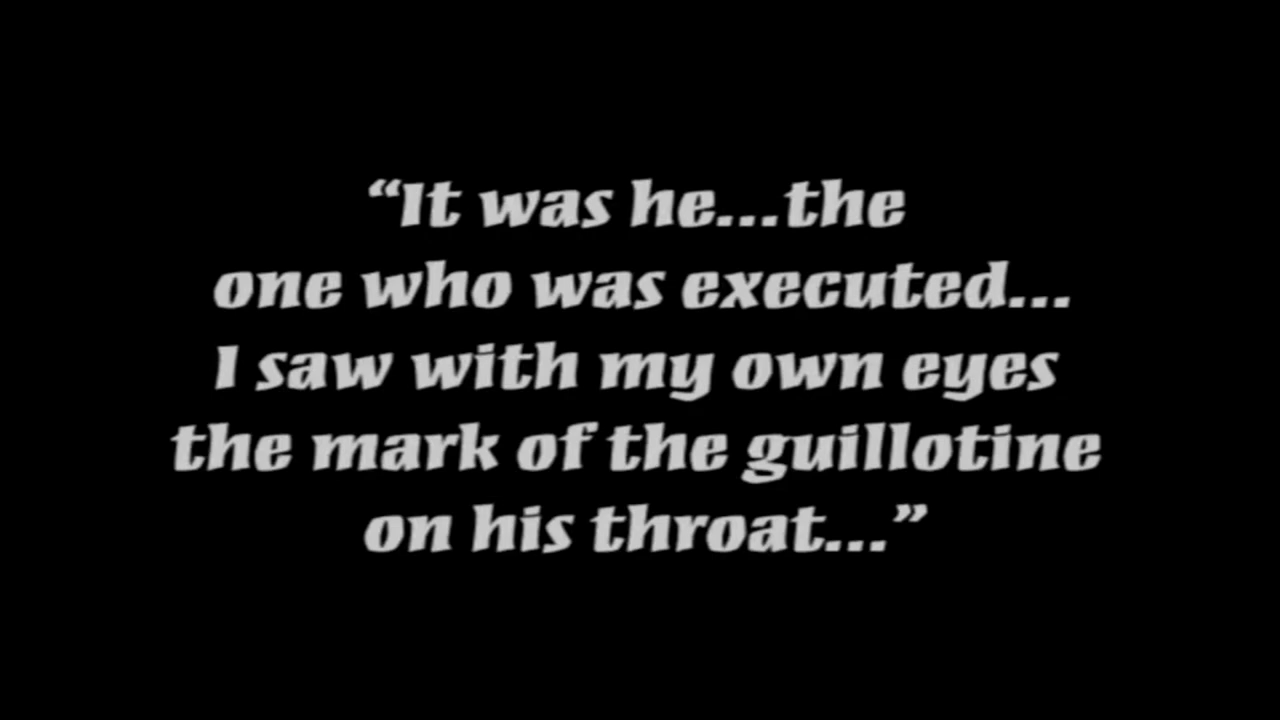 “It was he...the
one who was executed...
I saw with my own eyes
the mark of the guillotine
on his throat...”